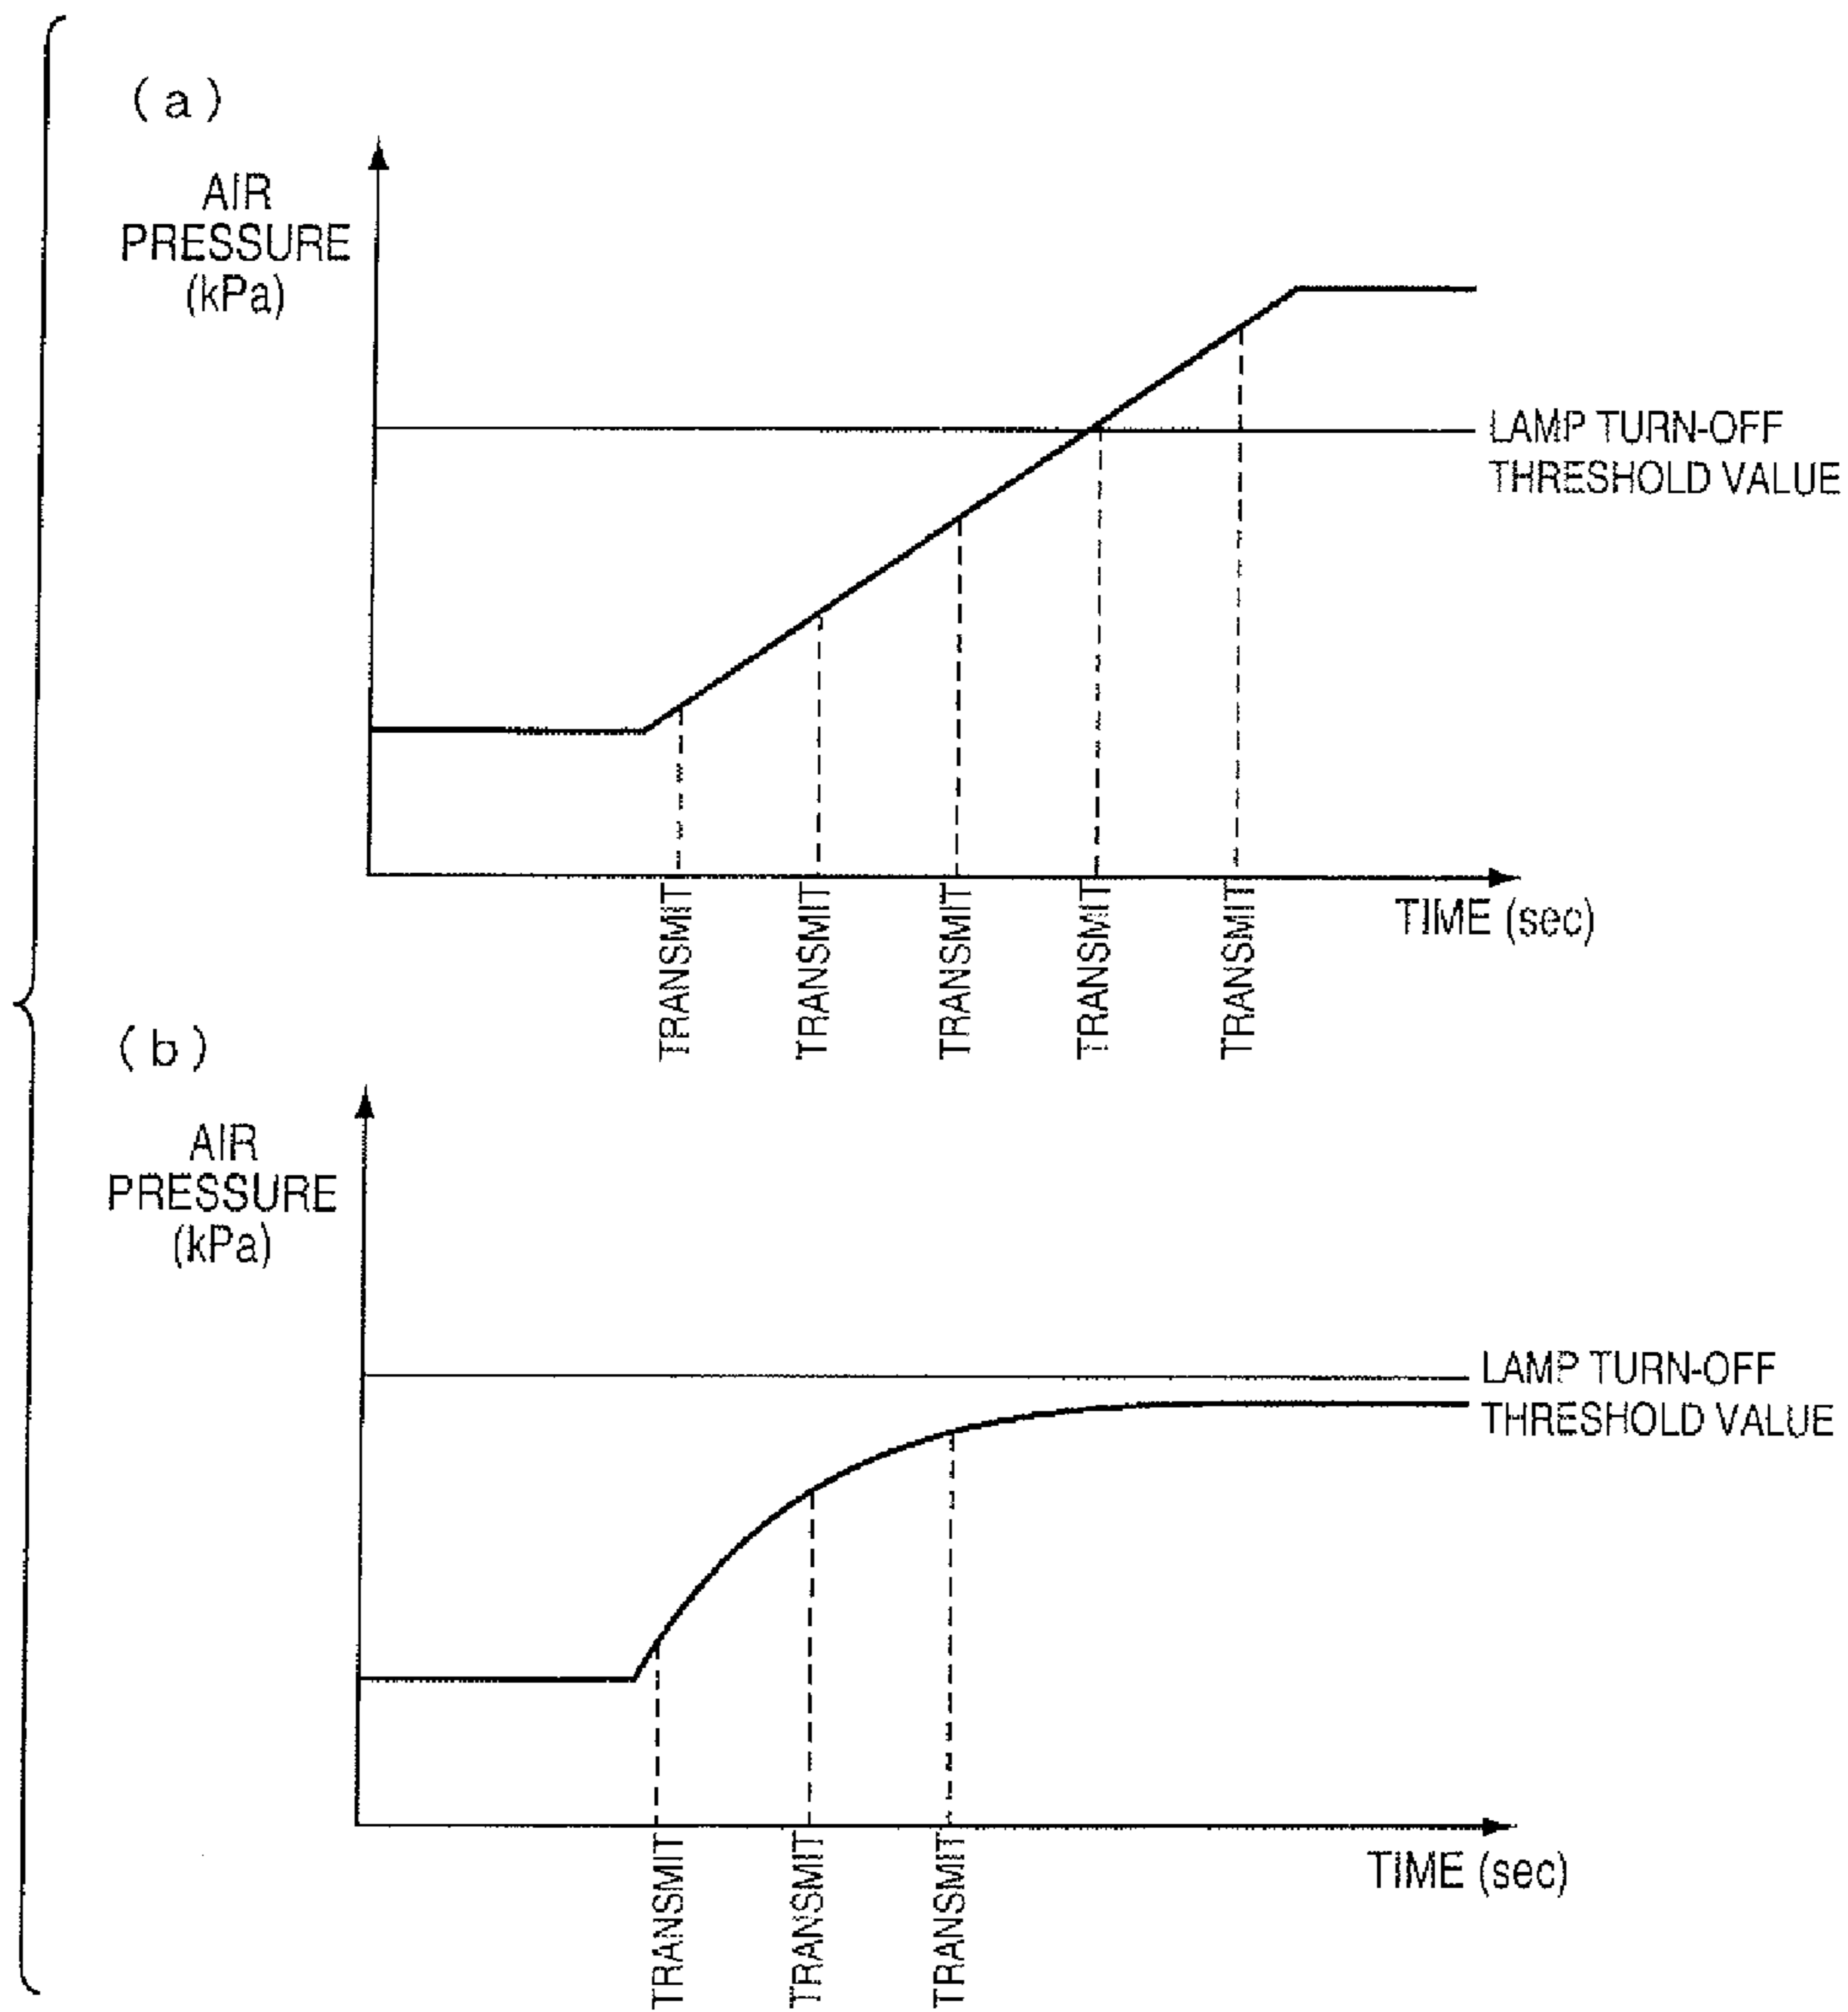 (a)
AIR
PRESSURE
(kPa)
LAMP TURN-OFF
THRESHOLD VALUE
TIME (sec)
TRANSMIT
TRANSMIT
TRANSMIT
TRANSMIT
TRANSMIT
(b)
AIR
PRESSURE
(kPa)
LAMP TURN-OFF
THRESHOLD VALUE
TIME (sec)
TRANSMIT
TRANSMIT
TRANSMIT